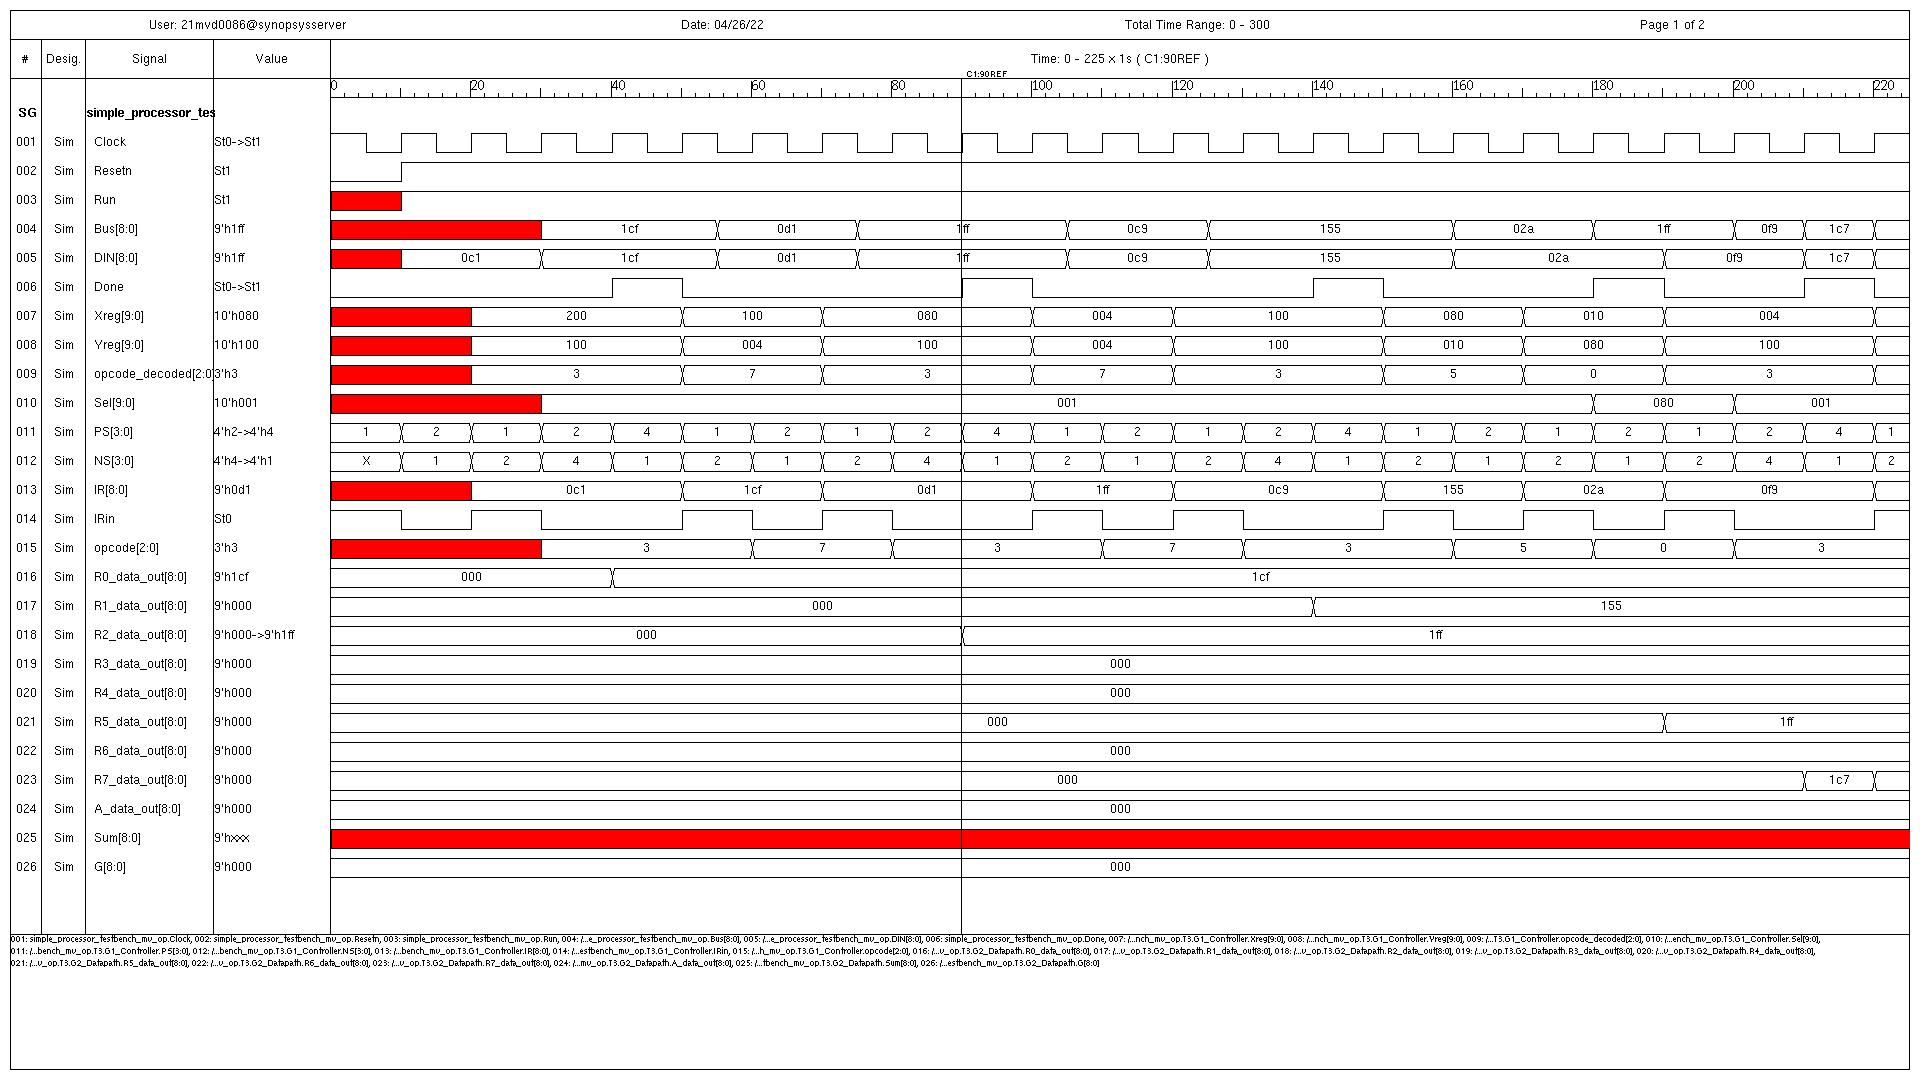 User: 21mvd0086@synopsysserver Date: 04/26/22 Total Time Range: 0 - 300 Page 1 of 2
# Desig. Signal Value Time: 0 - 225 x 1s ( C1:90REF )
C1:90REF
0 20 40 60 80 100 120 140 160 180 200 220
SG simple_processor_tes
001 Sim Clock St0->St1
002 Sim Resetn St1
003 Sim Run St1
004 Sim Bus[8:0] 9'h1ff 1cf 0d1 1ff 0c9 155 02a 1ff 0f9 1c7
005 Sim DIN[8:0] 9'h1ff 0c1 1cf 0d1 1ff 0c9 155 02a 0f9 1c7
006 Sim Done St0->St1
007 Sim Xreg[9:0] 10'h080 200 100 080 004 100 080 010 004
008 Sim Yreg[9:0] 10'h100 100 004 100 004 100 010 080 100
009 Sim opcode_decoded[2:0] 3'h3 3 7 3 7 3 5 0 3
010 Sim Sel[9:0] 10'h001 001 080 001
011 Sim PS[3:0] 4'h2->4'h4 1 2 1 2 4 1 2 1 2 4 1 2 1 2 4 1 2 1 2 1 2 4 1
012 Sim NS[3:0] 4'h4->4'h1 X 1 2 4 1 2 1 2 4 1 2 1 2 4 1 2 1 2 1 2 4 1 2
013 Sim IR[8:0] 9'h0d1 0c1 1cf 0d1 1ff 0c9 155 02a 0f9
014 Sim IRin St0
015 Sim opcode[2:0] 3'h3 3 7 3 7 3 5 0 3
016 Sim R0_data_out[8:0] 9'h1cf 000 1cf
017 Sim R1_data_out[8:0] 9'h000 000 155
018 Sim R2_data_out[8:0] 9'h000->9'h1ff 000 1ff
019 Sim R3_data_out[8:0] 9'h000 000
020 Sim R4_data_out[8:0] 9'h000 000
021 Sim R5_data_out[8:0] 9'h000 000 1ff
022 Sim R6_data_out[8:0] 9'h000 000
023 Sim R7_data_out[8:0] 9'h000 000 1c7
024 Sim A_data_out[8:0] 9'h000 000
025 Sim Sum[8:0] 9'hxxx
026 Sim G[8:0] 9'h000 000
001: simple_processor_testbench_mv_op.Clock, 002: simple_processor_testbench_mv_op.Resetn, 003: simple_processor_testbench_mv_op.Run, 004: /...e_processor_testbench_mv_op.Bus[8:0], 005: /...e_processor_testbench_mv_op.DIN[8:0], 006: simple_processor_testbench_mv_op.Done, 007: /...nch_mv_op.T3.G1_Controller.Xreg[9:0], 008: /...nch_mv_op.T3.G1_Controller.Yreg[9:0], 009: /...T3.G1_Controller.opcode_decoded[2:0], 010: /...ench_mv_op.T3.G1_Controller.Sel[9:0],
011: /...bench_mv_op.T3.G1_Controller.PS[3:0], 012: /...bench_mv_op.T3.G1_Controller.NS[3:0], 013: /...bench_mv_op.T3.G1_Controller.IR[8:0], 014: /...estbench_mv_op.T3.G1_Controller.IRin, 015: /...h_mv_op.T3.G1_Controller.opcode[2:0], 016: /...v_op.T3.G2_Datapath.R0_data_out[8:0], 017: /...v_op.T3.G2_Datapath.R1_data_out[8:0], 018: /...v_op.T3.G2_Datapath.R2_data_out[8:0], 019: /...v_op.T3.G2_Datapath.R3_data_out[8:0], 020: /...v_op.T3.G2_Datapath.R4_data_out[8:0],
021: /...v_op.T3.G2_Datapath.R5_data_out[8:0], 022: /...v_op.T3.G2_Datapath.R6_data_out[8:0], 023: /...v_op.T3.G2_Datapath.R7_data_out[8:0], 024: /...mv_op.T3.G2_Datapath.A_data_out[8:0], 025: /...tbench_mv_op.T3.G2_Datapath.Sum[8:0], 026: /...estbench_mv_op.T3.G2_Datapath.G[8:0]